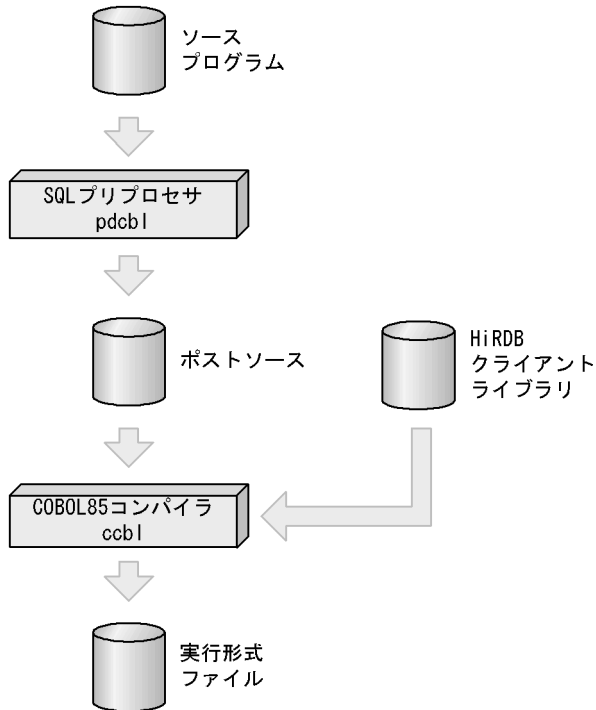 ソース
プログラム
SQLプリプロセサ
pdcbl
ポストソース
HiRDB
クライアント
ライブラリ
COBOL85コンパイラ
ccbl
実行形式
ファイル